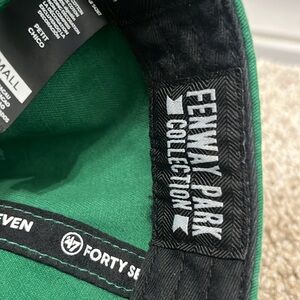 PETIT
CHICO
SMALL
FENWAY PARK
COLLECTION
EVEN
47 FORTY SE